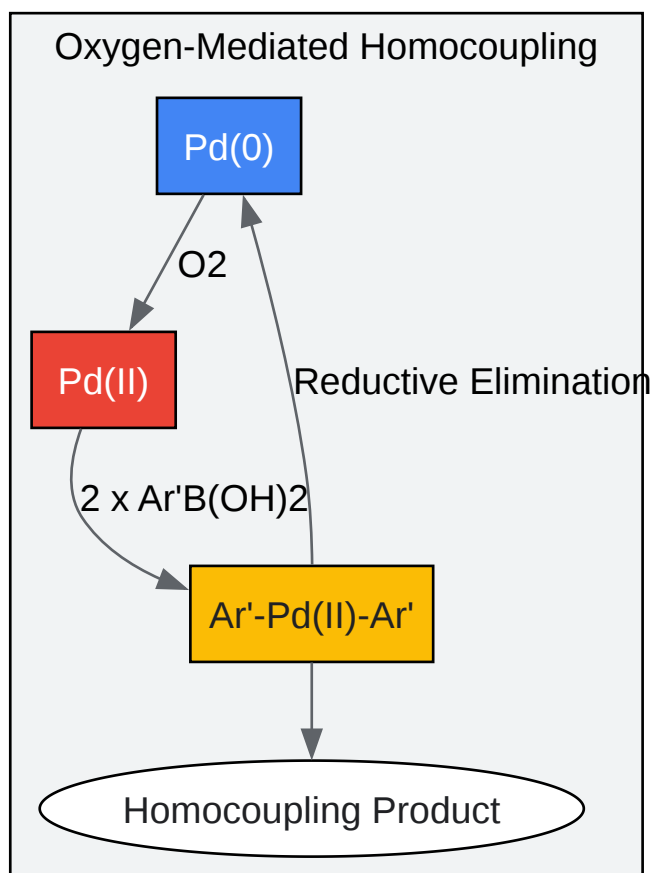 Oxygen-Mediated Homocoupling
Pd(0)
O2
Pd(II)
Reductive Elimination
2 x Ar'B(OH)2
Ar'-Pd(II)-Ar'
Homocoupling Product